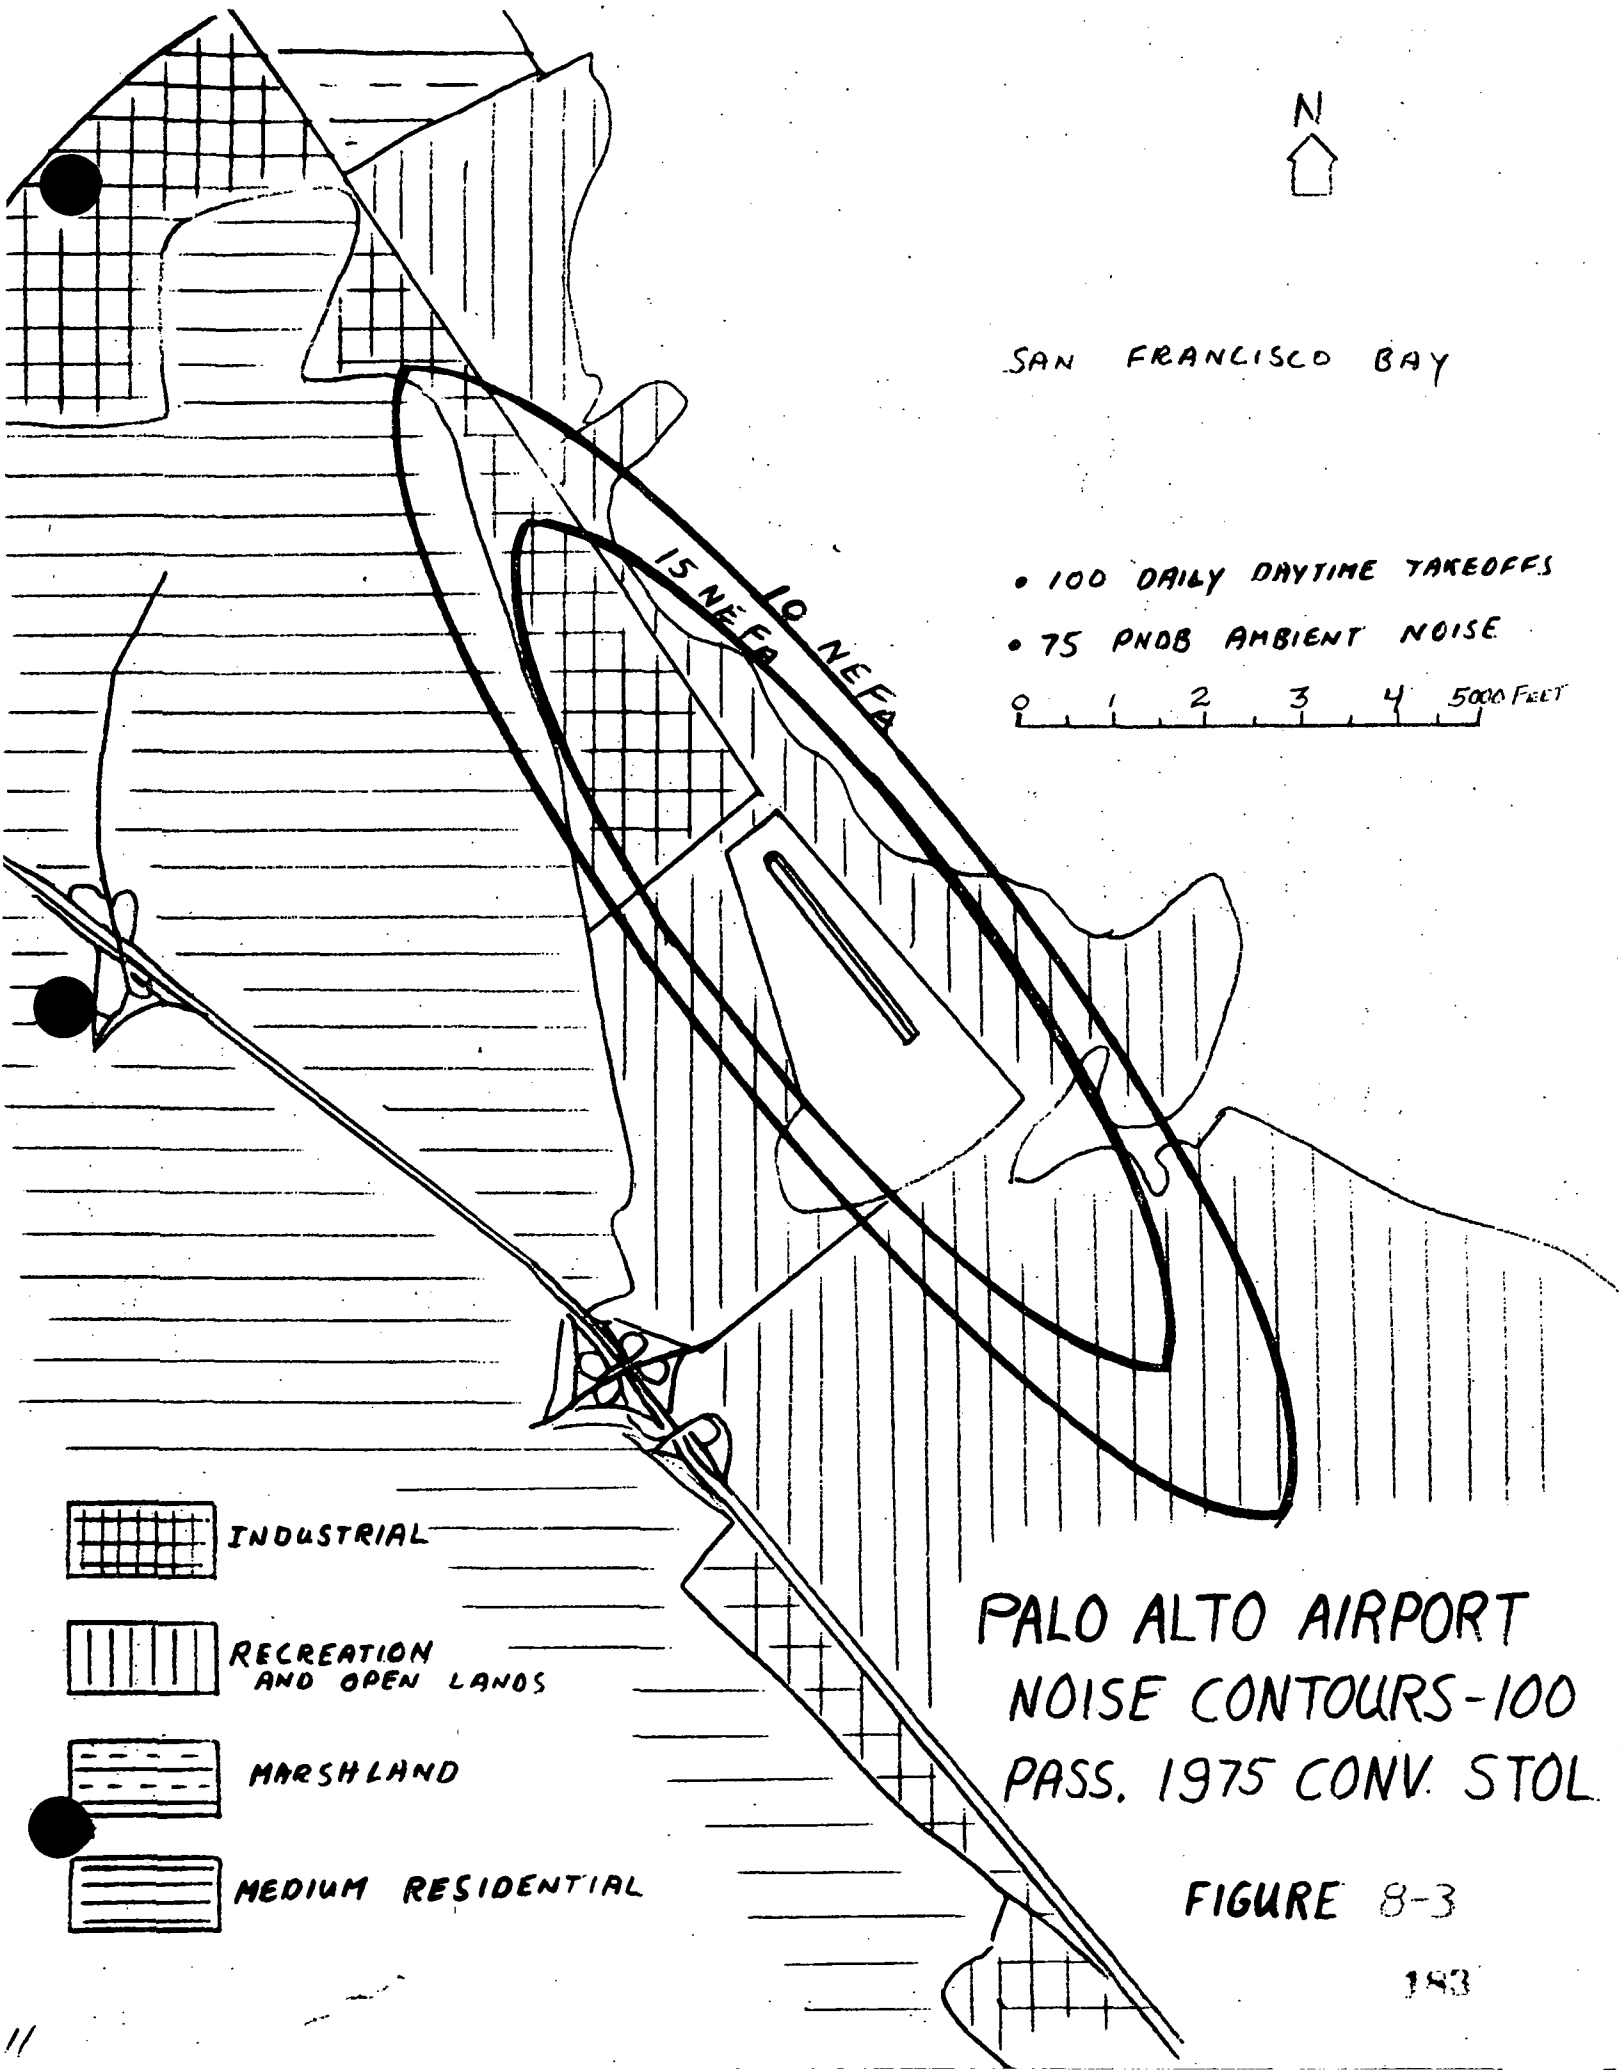 N
SAN FRANCISCO BAY
15 NEFA
10 NEFA
• 100 DAILY DAYTIME TAKEOFFS
• 75 PNDB AMBIENT NOISE
0 1 2 3 4 5000 FEET
INDUSTRIAL
RECREATION
AND OPEN LANDS
MARSHLAND
MEDIUM RESIDENTIAL
PALO ALTO AIRPORT
NOISE CONTOURS-100
PASS. 1975 CONV. STOL
FIGURE 8-3
183
11